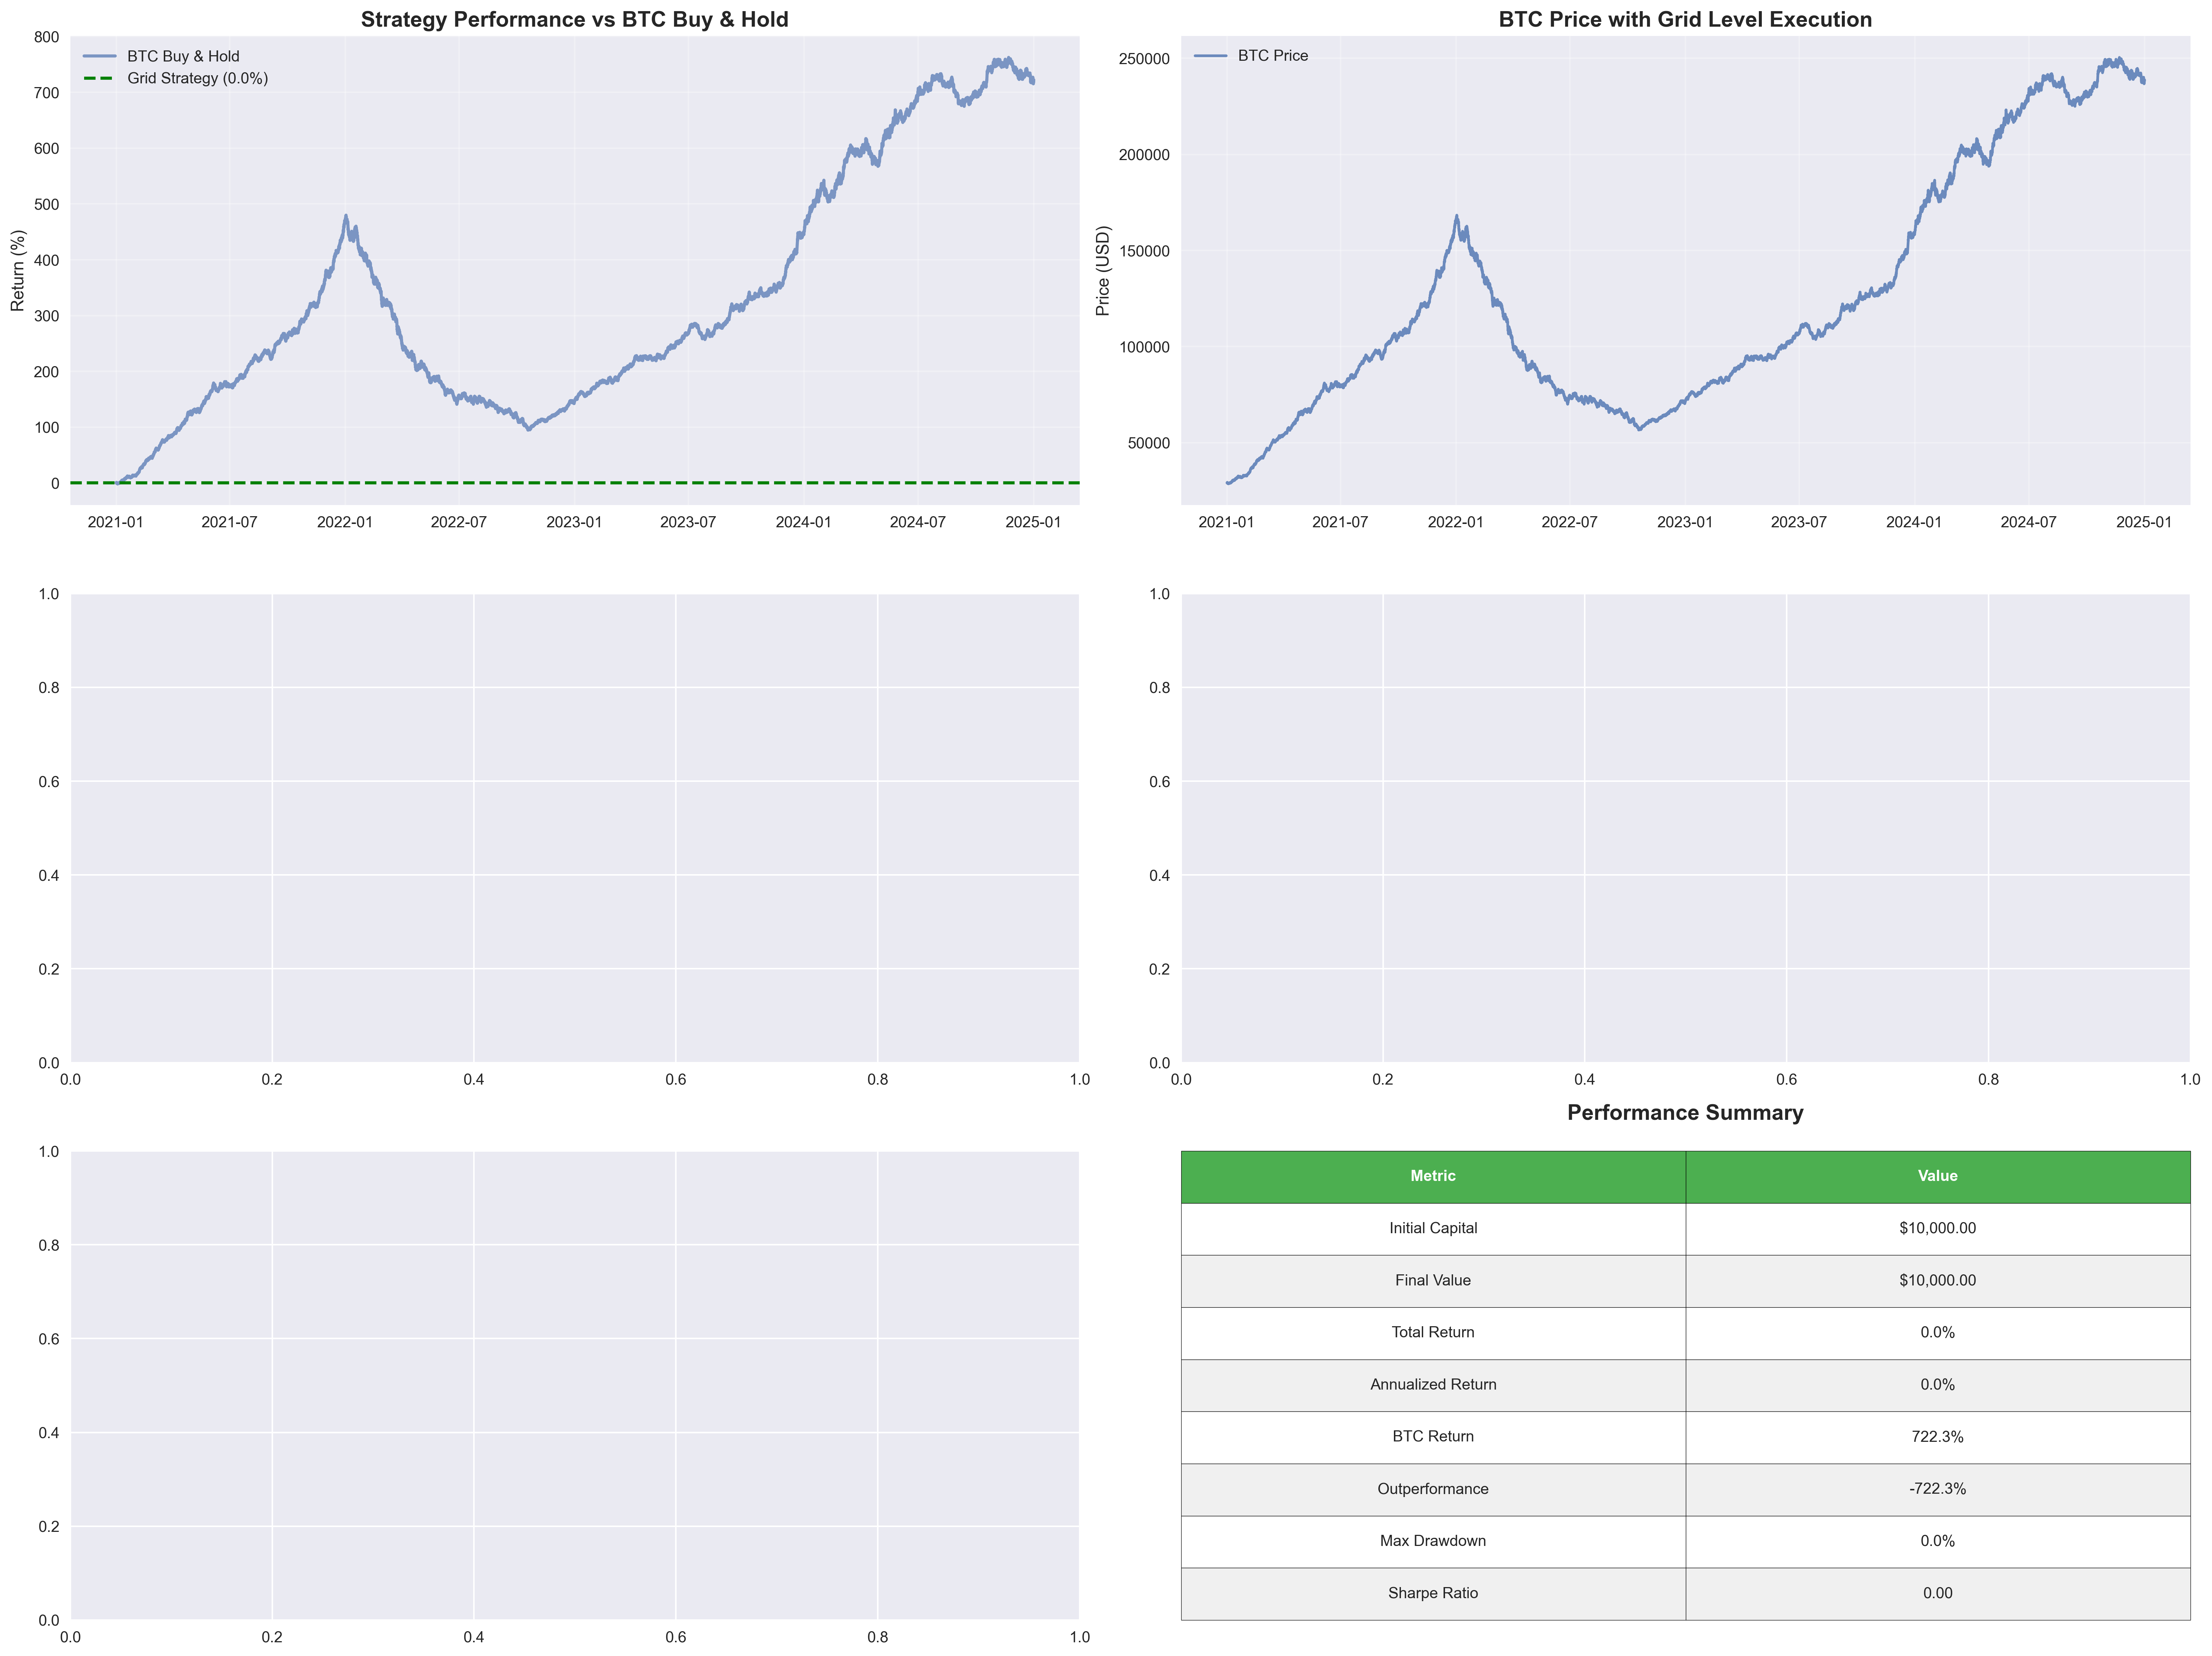 Strategy Performance vs BTC Buy & Hold
BTC Buy & Hold
Grid Strategy (0.0%)
Return (%)
800
700
600
500
400
300
200
100
0
2021-01 2021-07 2022-01 2022-07 2023-01 2023-07 2024-01 2024-07 2025-01
BTC Price with Grid Level Execution
BTC Price
Price (USD)
250000
200000
150000
100000
50000
2021-01 2021-07 2022-01 2022-07 2023-01 2023-07 2024-01 2024-07 2025-01
1.0
0.8
0.6
0.4
0.2
0.0
0.0 0.2 0.4 0.6 0.8 1.0
1.0
0.8
0.6
0.4
0.2
0.0
0.0 0.2 0.4 0.6 0.8 1.0
1.0
0.8
0.6
0.4
0.2
0.0
0.0 0.2 0.4 0.6 0.8 1.0
Performance Summary
Metric Value
Initial Capital $10,000.00
Final Value $10,000.00
Total Return 0.0%
Annualized Return 0.0%
BTC Return 722.3%
Outperformance -722.3%
Max Drawdown 0.0%
Sharpe Ratio 0.00